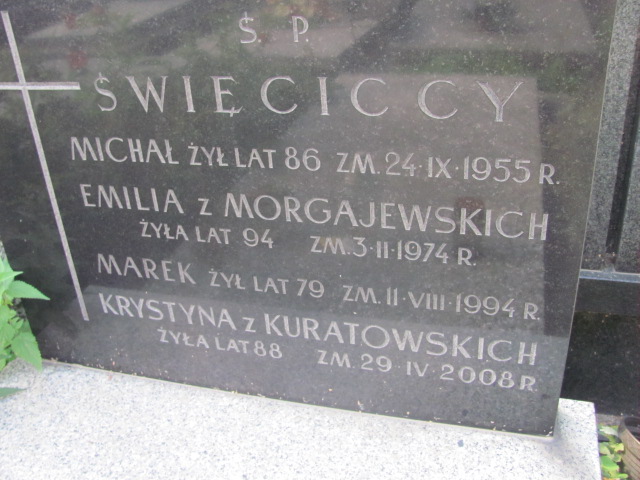 Ś. P.
ŚWIĘCICCY
MICHAŁ ŻYŁ LAT 86 ZM. 24·IX·1955 R.
EMILIA z MORGAJEWSKICH
ŻYŁA LAT 94 ZM. 3·II·1974 R.
MAREK ŻYŁ LAT 79 ZM. 11·VIII·1994 R.
KRYSTYNA z KURATOWSKICH
ŻYŁA LAT 88 ZM. 29·IV·2008 R.